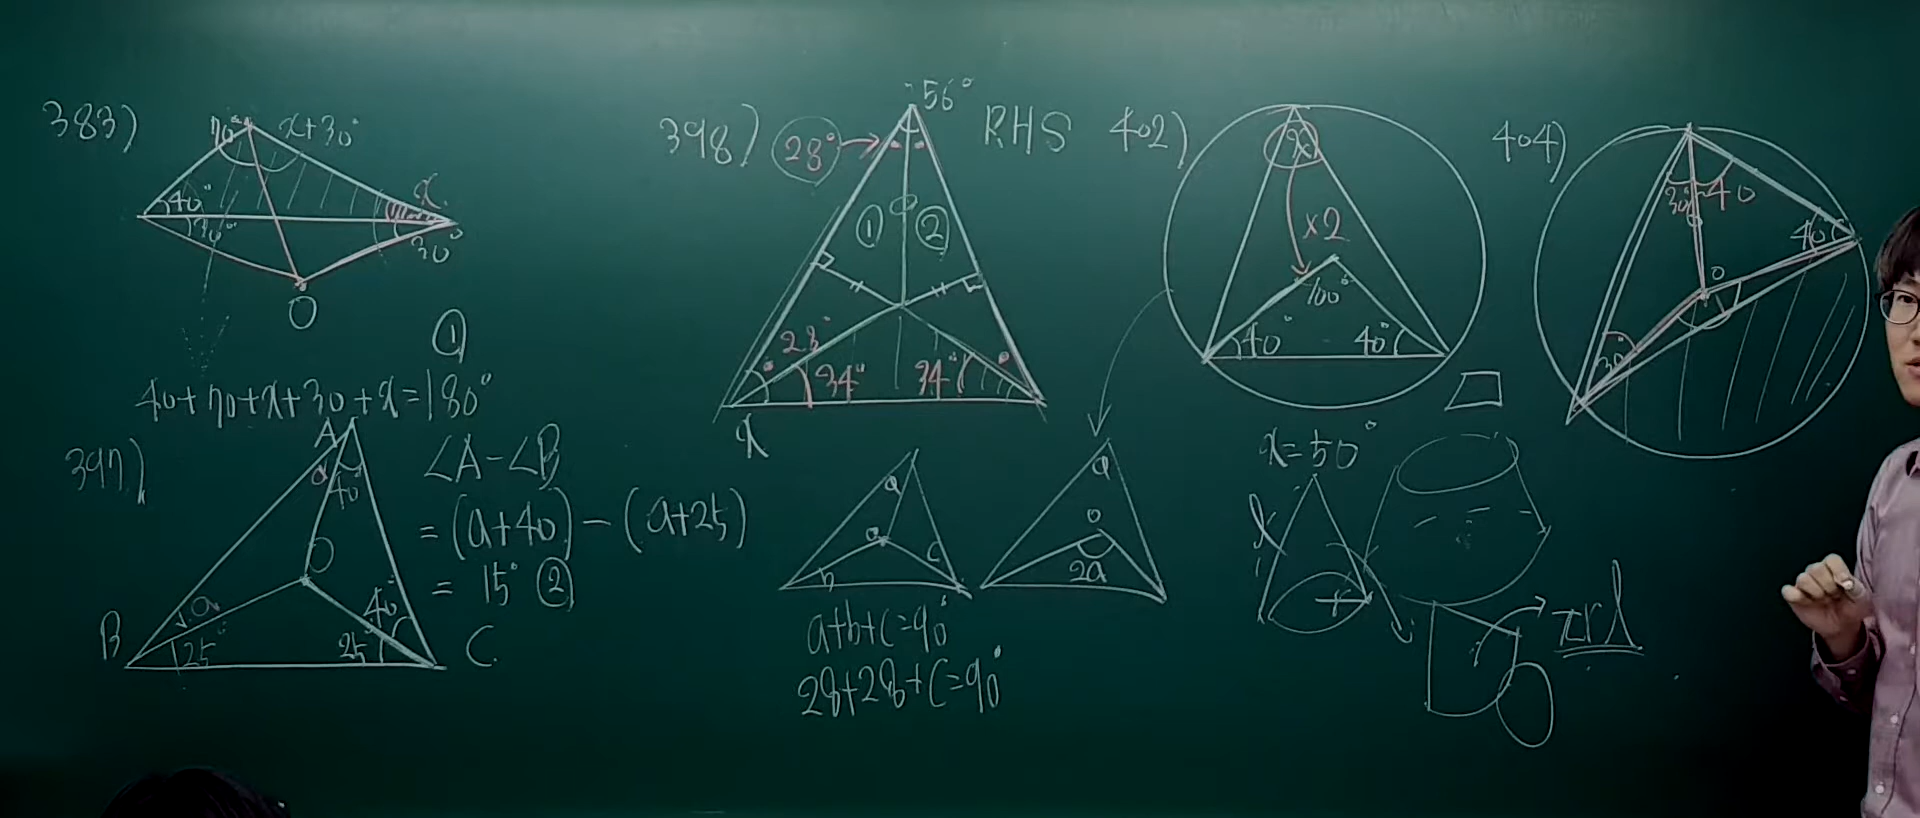 383)
70°
x+30°
40°
30°
x
30°
O
①
40+70+x+30+x=180°
397)
A
a
40°
O
B
a
25°
40°
25°
C
∠A-∠B
=(a+40)-(a+25)
= 15° ②
398)
56°
28°
RHS
①
②
28°
34°
34°
x
a
o
b
c
a+b+c=90°
28+28+c=90°
402)
x
×2
100°
40°
40°
x=50°
a
o
2a
l
r
πrl
404)
30°
40
40°
o
30°